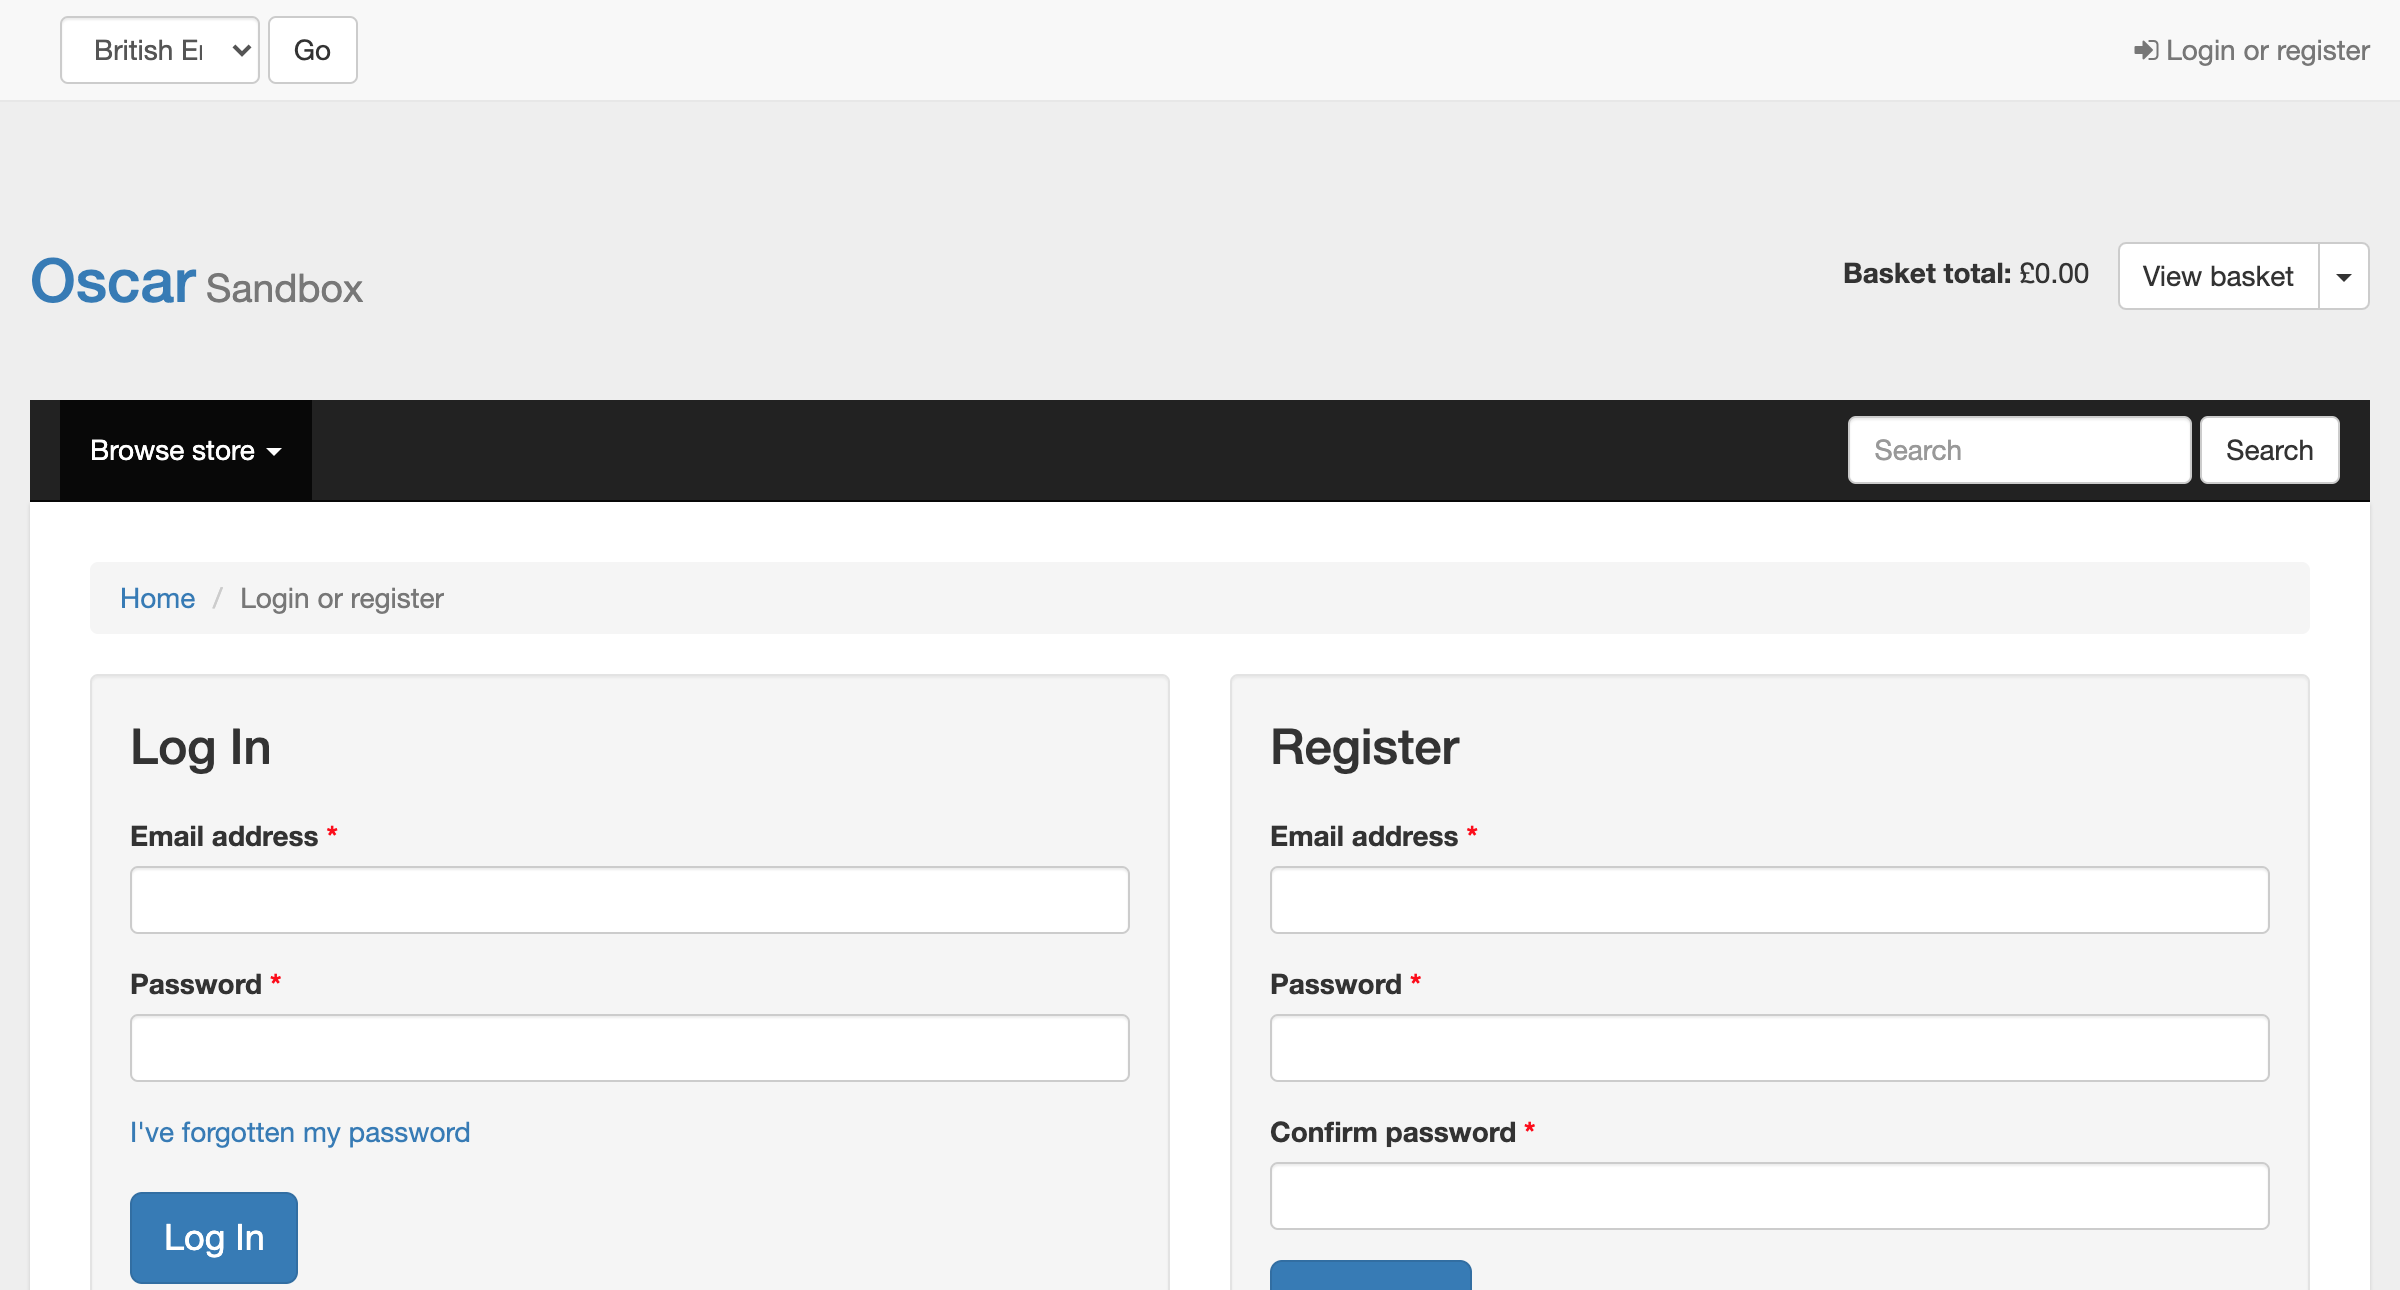 British Er Go
Login or register
Oscar Sandbox
Basket total: £0.00 View basket
Browse store
Search Search
Home / Login or register
Log In
Email address *
Password *
I've forgotten my password
Log In
Register
Email address *
Password *
Confirm password *